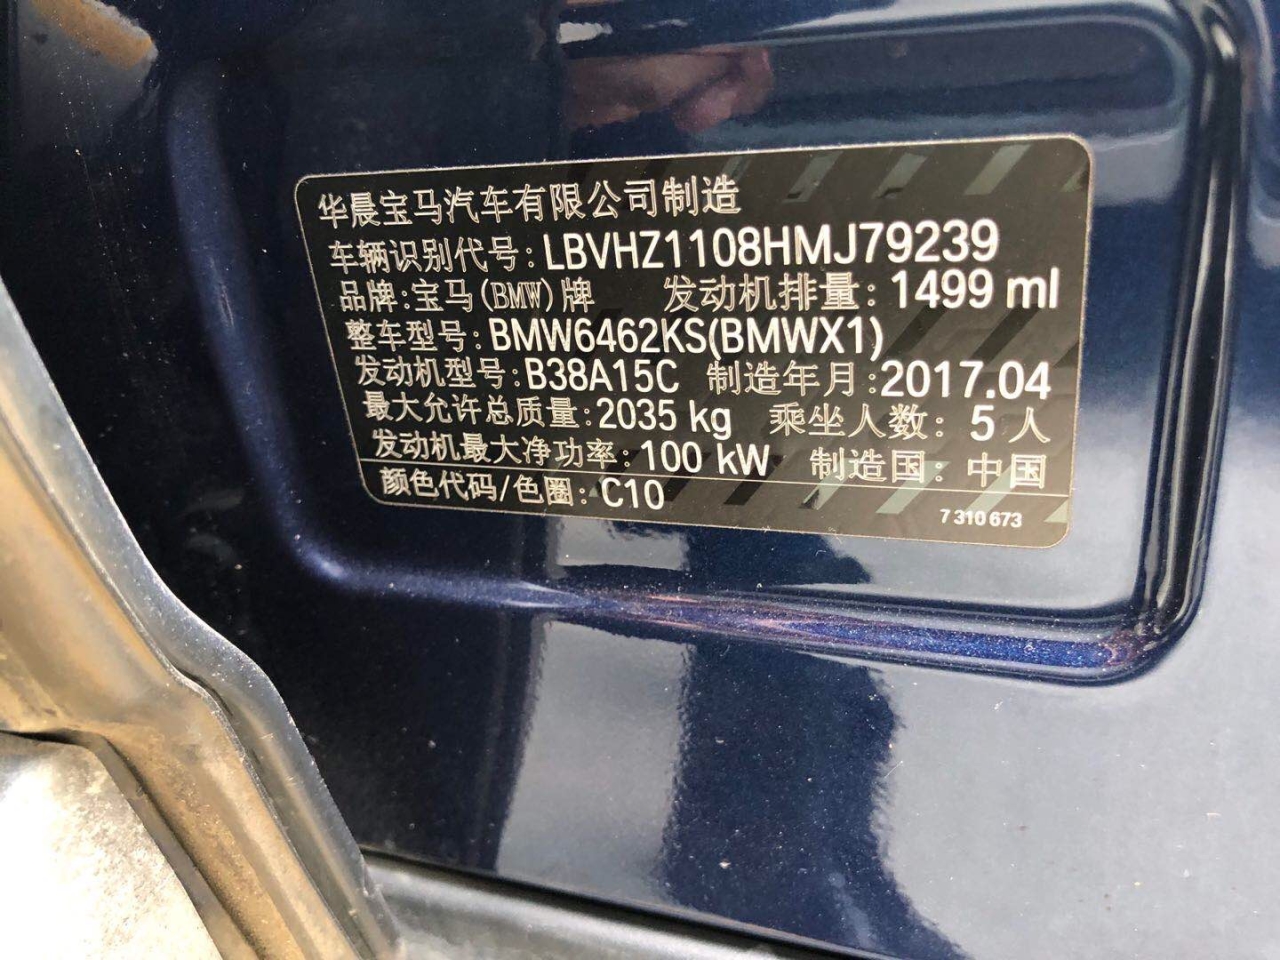 华晨宝马汽车有限公司制造
车辆识别代号:LBVHZ1108HMJ79239
品牌:宝马(BMW)牌 发动机排量:1499 ml
整车型号:BMW6462KS(BMWX1)
发动机型号:B38A15C 制造年月:2017.04
最大允许总质量:2035 kg 乘坐人数: 5 人
发动机最大净功率:100 kW 制造国: 中国
颜色代码/色圈: C10
7 310 673